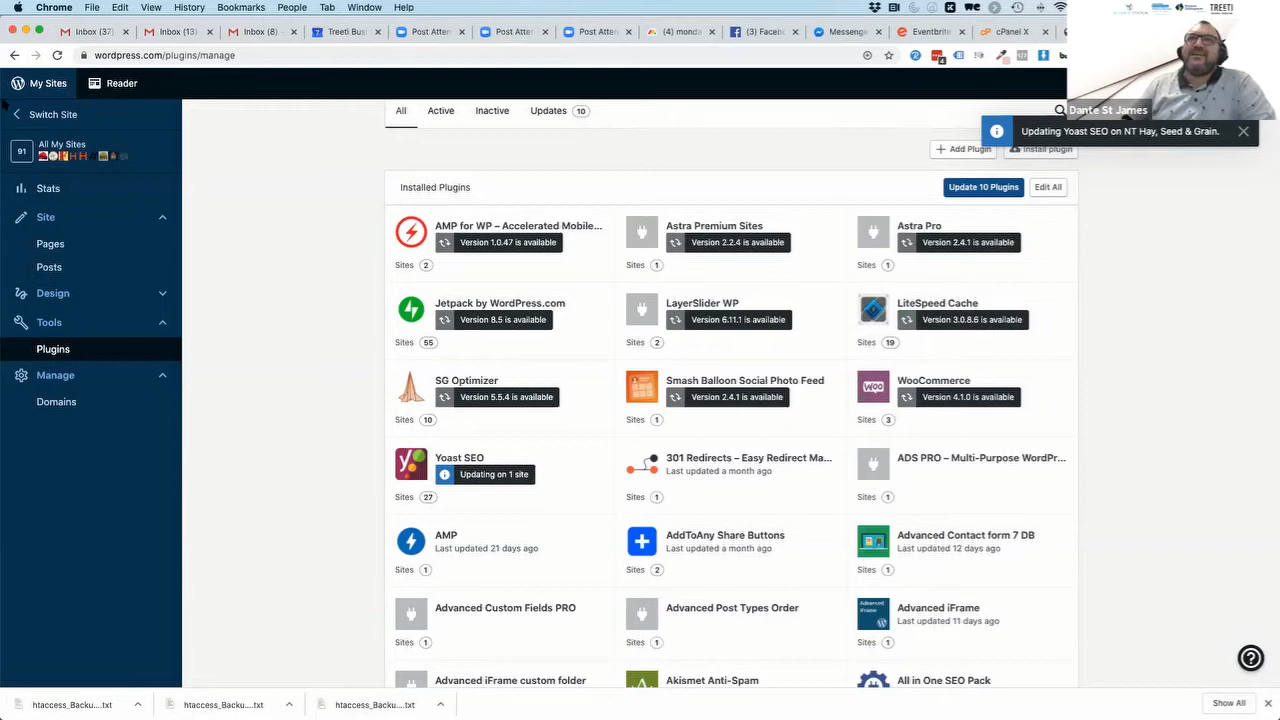 Chrome File Edit View History Bookmarks People Tab Window Help
TREETI
Inbox (37) Inbox (13) Inbox (8) Treeti Bus Post Atten Post Atten Post Atten monda (3) Faceb Messenge Eventbrite cPanel X
wordpress.com/plugins/manage
My Sites Reader
Dante St James
Switch Site
All Active Inactive Updates 10
Updating Yoast SEO on NT Hay, Seed & Grain.
91 All My Sites
Add Plugin Install plugin
Stats
Installed Plugins Update 10 Plugins Edit All
Site
Pages
Posts
Design
Tools
Plugins
Manage
Domains
AMP for WP – Accelerated Mobile... Astra Premium Sites Astra Pro
Version 1.0.47 is available Version 2.2.4 is available Version 2.4.1 is available
Sites 2 Sites 1 Sites 1
Jetpack by WordPress.com LayerSlider WP LiteSpeed Cache
Version 8.5 is available Version 6.11.1 is available Version 3.0.8.6 is available
Sites 55 Sites 2 Sites 19
SG Optimizer Smash Balloon Social Photo Feed WooCommerce
Version 5.5.4 is available Version 2.4.1 is available Version 4.1.0 is available
Sites 10 Sites 1 Sites 3
Yoast SEO 301 Redirects – Easy Redirect Ma... ADS PRO – Multi-Purpose WordPr...
Updating on 1 site Last updated a month ago
Sites 27 Sites 1 Sites 1
AMP AddToAny Share Buttons Advanced Contact form 7 DB
Last updated 21 days ago Last updated a month ago Last updated 12 days ago
Sites 1 Sites 2 Sites 1
Advanced Custom Fields PRO Advanced Post Types Order Advanced iFrame
Last updated 11 days ago
Sites 1 Sites 1 Sites 1
Advanced iFrame custom folder Akismet Anti-Spam All in One SEO Pack
htaccess_Backu....txt htaccess_Backu....txt htaccess_Backu....txt Show All